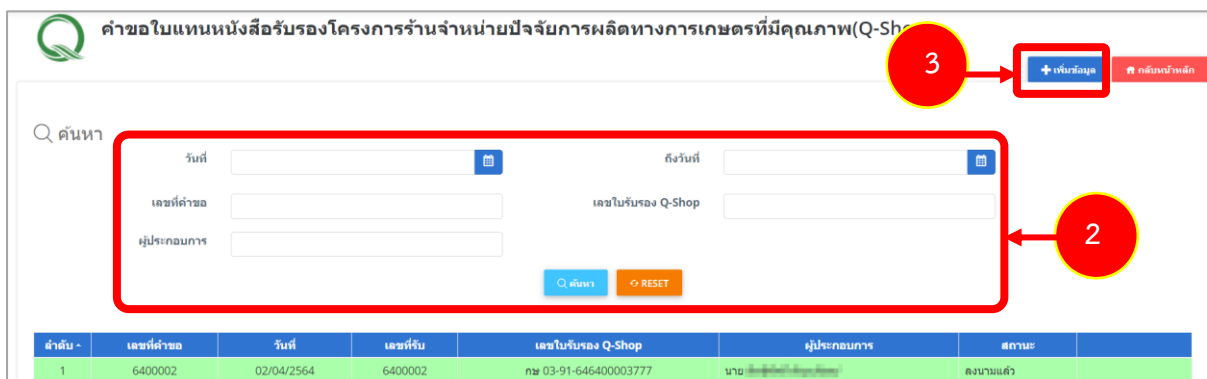 คำขอใบแทนหนังสือรับรองโครงการร้านจำหน่ายปัจจัยการผลิตทางการเกษตรที่มีคุณภาพ(Q-Sh
3
เพิ่มข้อมูล กลับหน้าหลัก
ค้นหา
วันที่ ถึงวันที่
เลขที่คำขอ เลขใบรับรอง Q-Shop
2
ผู้ประกอบการ
ค้นหา RESET
ลำดับ เลขที่คำขอ วันที่ เลขที่รับ เลขใบรับรอง Q-Shop ผู้ประกอบการ สถานะ
1 6400002 02/04/2564 6400002 กษ 03-91-646400003777 นาย ลงนามแล้ว